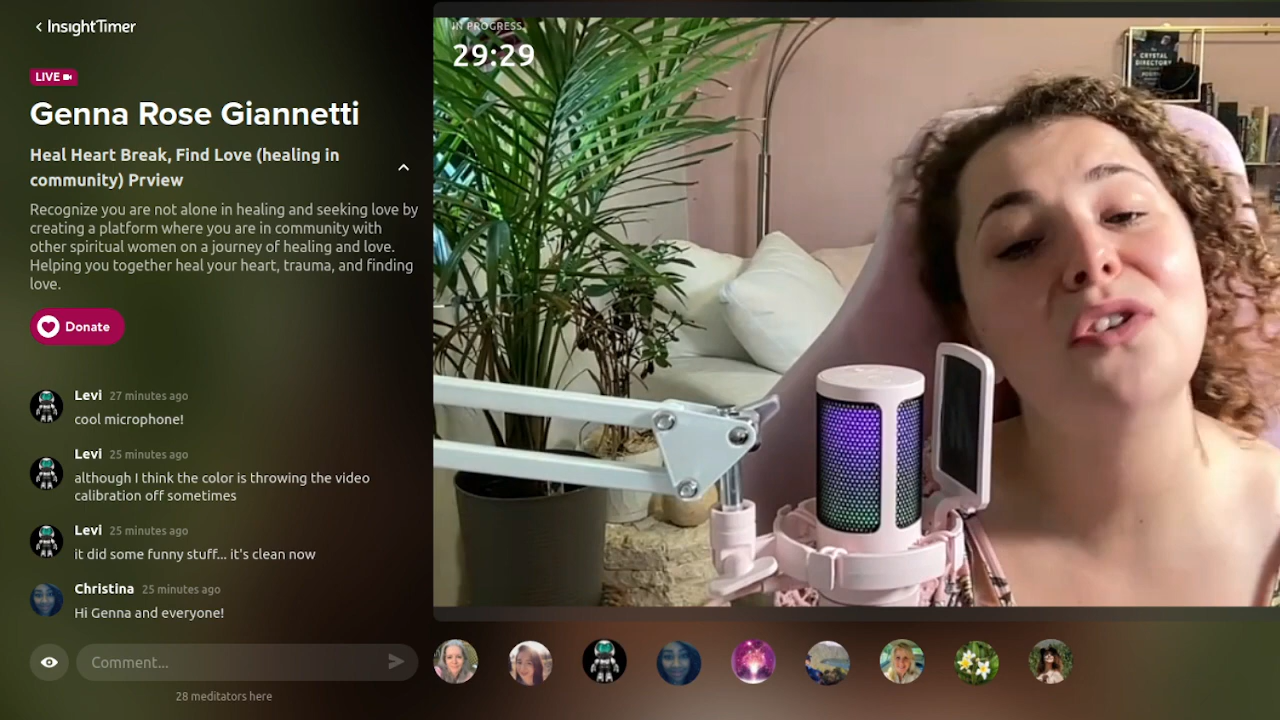 InsightTimer
LIVE
Genna Rose Giannetti
Heal Heart Break, Find Love (healing in
community) Prview
Recognize you are not alone in healing and seeking love by
creating a platform where you are in community with
other spiritual women on a journey of healing and love.
Helping you together heal your heart, trauma, and finding
love.
Donate
Levi 27 minutes ago
cool microphone!
Levi 25 minutes ago
although I think the color is throwing the video
calibration off sometimes
Levi 25 minutes ago
it did some funny stuff... it's clean now
Christina 25 minutes ago
Hi Genna and everyone!
Comment...
28 meditators here
IN PROGRESS
29:29
CRYSTAL
DIRECTORY